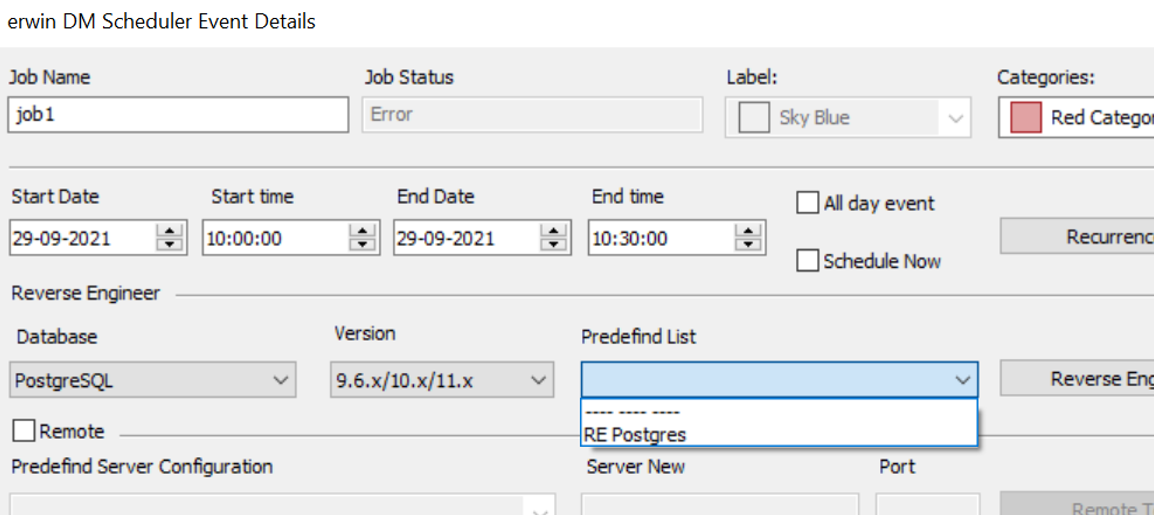 erwin DM Scheduler Event Details
Job Name Job Status Label: Categories:
job1 Error Sky Blue Red Categor
Start Date Start time End Date End time All day event
29-09-2021 10:00:00 29-09-2021 10:30:00 Recurrenc
Schedule Now
Reverse Engineer
Database Version Predefind List
PostgreSQL 9.6.x/10.x/11.x Reverse Eng
---- ---- ----
Remote RE Postgres
Predefind Server Configuration Server New Port
Remote T